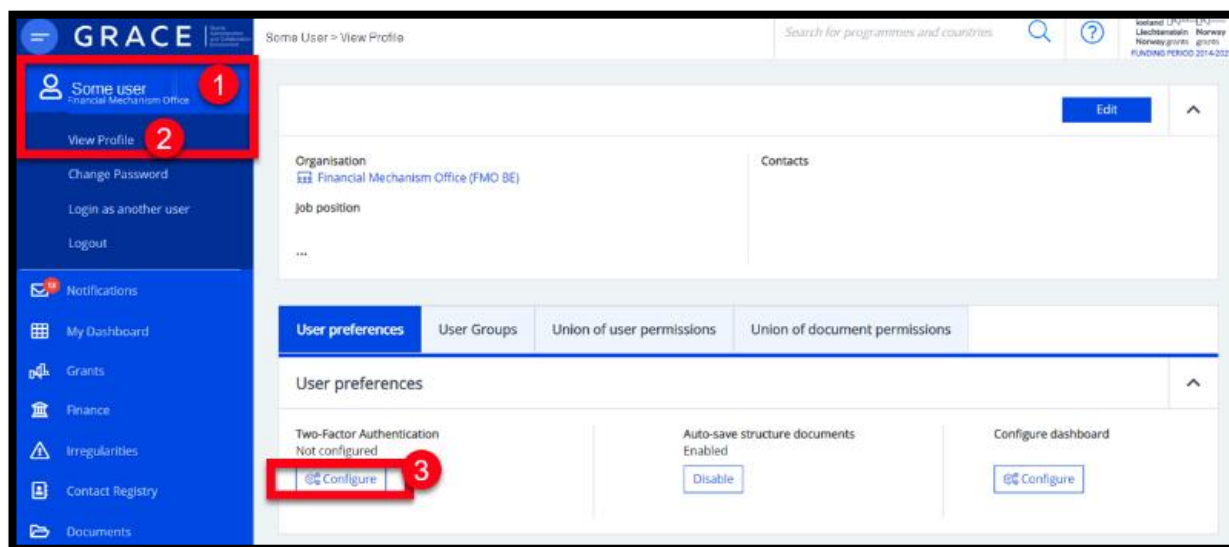 GRACE
Some User > View Profile
Search for programmes and countries
?
Iceland
Liechtenstein Norway
Norway grants grants
FUNDING PERIOD 2014-2021
Some user
Financial Mechanism Office
1
View Profile
2
Change Password
Login as another user
Logout
Notifications
My Dashboard
Grants
Finance
Irregularities
Contact Registry
Documents
Edit
Organisation
Financial Mechanism Office (FMO BE)
Job position
...
Contacts
User preferences
User Groups
Union of user permissions
Union of document permissions
User preferences
Two-Factor Authentication
Not configured
Configure
3
Auto-save structure documents
Enabled
Disable
Configure dashboard
Configure